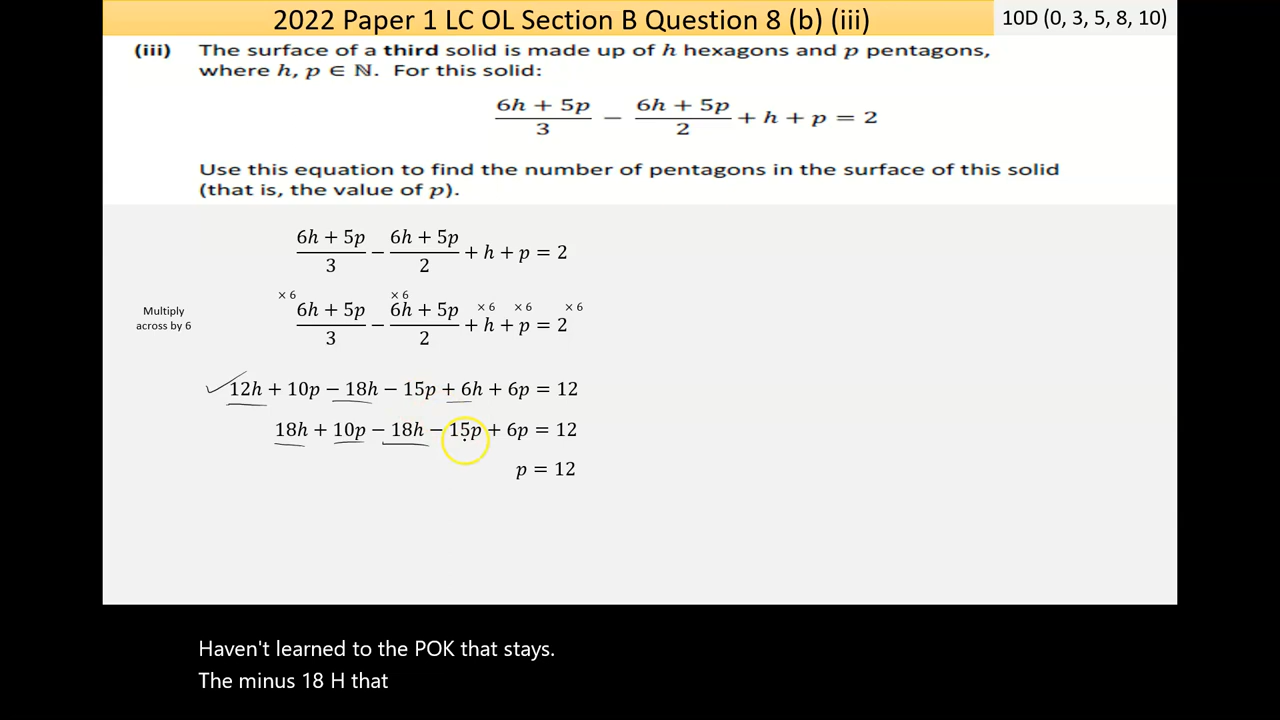 2022 Paper 1 LC OL Section B Question 8 (b) (iii)
10D (0, 3, 5, 8, 10)
(iii) The surface of a third solid is made up of h hexagons and p pentagons,
where h, p ∈ ℕ. For this solid:
(6h + 5p)/3 − (6h + 5p)/2 + h + p = 2
Use this equation to find the number of pentagons in the surface of this solid
(that is, the value of p).
(6h + 5p)/3 − (6h + 5p)/2 + h + p = 2
× 6 × 6 × 6 × 6 × 6
Multiply
across by 6
(6h + 5p)/3 − (6h + 5p)/2 + h + p = 2
12h + 10p − 18h − 15p + 6h + 6p = 12
18h + 10p − 18h − 15p + 6p = 12
p = 12
Haven't learned to the POK that stays.
The minus 18 H that